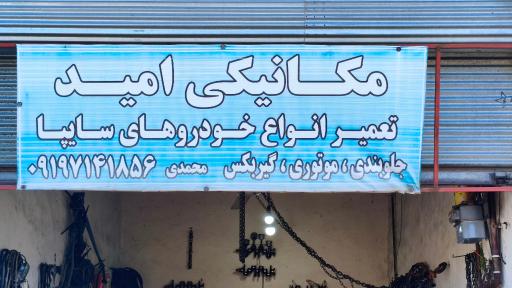 مکانیکی امید
تعمیر انواع خودروهای سایپا
جلوبندی ، موتوری ، گیربکس محمدی ۰۹۱۹۷۱۴۱۸۵۶